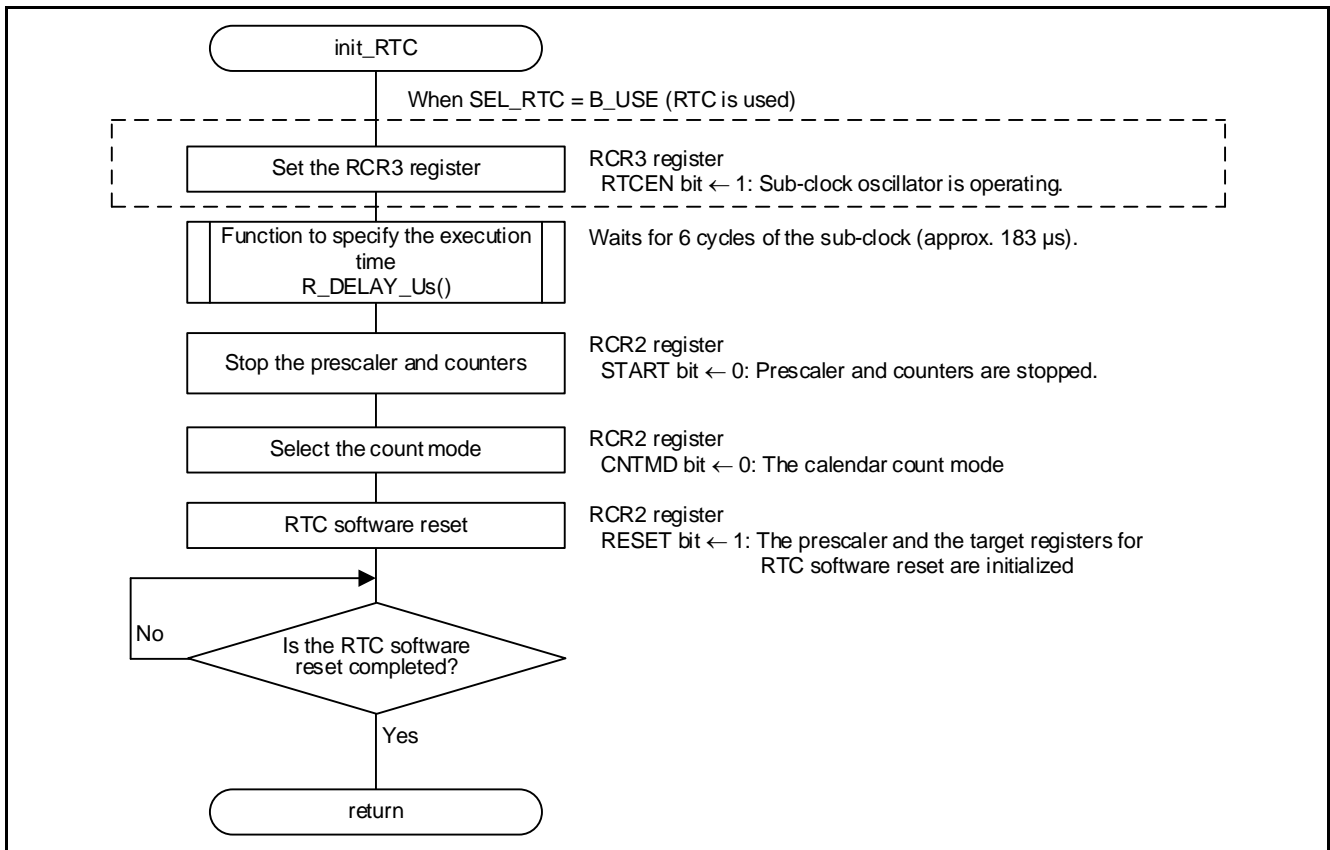 init_RTC
When SEL_RTC = B_USE (RTC is used)
Set the RCR3 register
RCR3 register
RTCEN bit ← 1: Sub-clock oscillator is operating.
Function to specify the execution
time
R_DELAY_Us()
Waits for 6 cycles of the sub-clock (approx. 183 µs).
Stop the prescaler and counters
RCR2 register
START bit ← 0: Prescaler and counters are stopped.
Select the count mode
RCR2 register
CNTMD bit ← 0: The calendar count mode
RTC software reset
RCR2 register
RESET bit ← 1: The prescaler and the target registers for
RTC software reset are initialized
No
Is the RTC software
reset completed?
Yes
return